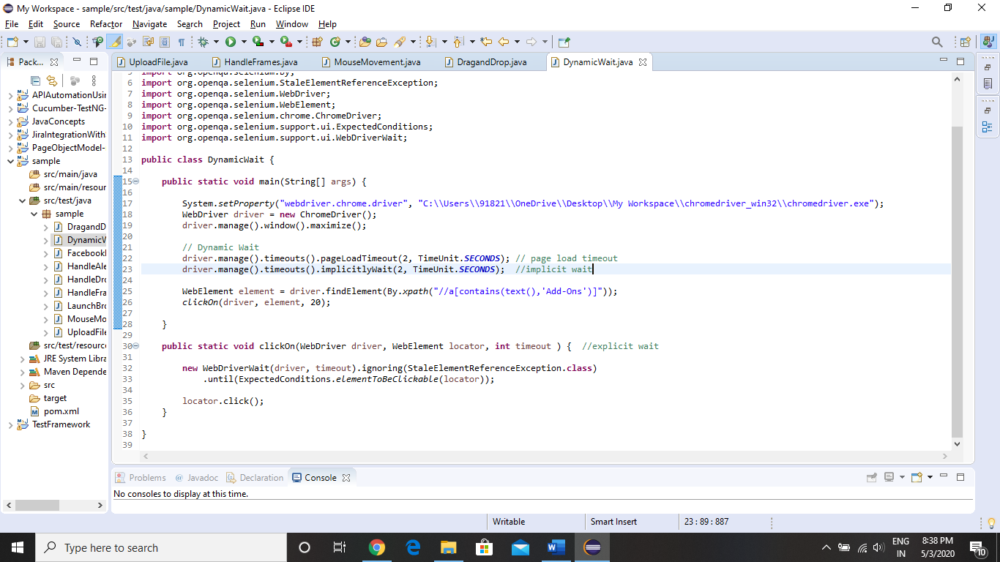 My Workspace - sample/src/test/java/sample/DynamicWait.java - Eclipse IDE
File Edit Source Refactor Navigate Search Project Run Window Help
Pack...
UploadFile.java HandleFrames.java MouseMovement.java DragandDrop.java DynamicWait.java
APIAutomationUsi
Cucumber-TestNG-
JavaConcepts
JiraIntegrationWith
PageObjectModel-
sample
src/main/java
src/main/resour
src/test/java
sample
DragandD
DynamicW
Facebookl
HandleAle
HandleDro
HandleFra
LaunchBro
MouseMo
UploadFile
src/test/resourc
JRE System Libra
Maven Depende
src
target
pom.xml
TestFramework
5 import org.openqa.selenium.By;
6 import org.openqa.selenium.StaleElementReferenceException;
7 import org.openqa.selenium.WebDriver;
8 import org.openqa.selenium.WebElement;
9 import org.openqa.selenium.chrome.ChromeDriver;
10 import org.openqa.selenium.support.ui.ExpectedConditions;
11 import org.openqa.selenium.support.ui.WebDriverWait;
12
13 public class DynamicWait {
14
15 public static void main(String[] args) {
16
17 System.setProperty("webdriver.chrome.driver", "C:\\Users\\91821\\OneDrive\\Desktop\\My Workspace\\chromedriver_win32\\chromedriver.exe");
18 WebDriver driver = new ChromeDriver();
19 driver.manage().window().maximize();
20
21 // Dynamic Wait
22 driver.manage().timeouts().pageLoadTimeout(2, TimeUnit.SECONDS); // page load timeout
23 driver.manage().timeouts().implicitlyWait(2, TimeUnit.SECONDS); //implicit wait
24
25 WebElement element = driver.findElement(By.xpath("//a[contains(text(),'Add-Ons')]"));
26 clickOn(driver, element, 20);
27
28 }
29
30 public static void clickOn(WebDriver driver, WebElement locator, int timeout ) { //explicit wait
31
32 new WebDriverWait(driver, timeout).ignoring(StaleElementReferenceException.class)
33 .until(ExpectedConditions.elementToBeClickable(locator));
34
35 locator.click();
36 }
37
38 }
39
Problems @ Javadoc Declaration Console
No consoles to display at this time.
Writable Smart Insert 23 : 89 : 887
Type here to search
ENG
IN
8:38 PM
5/3/2020
10